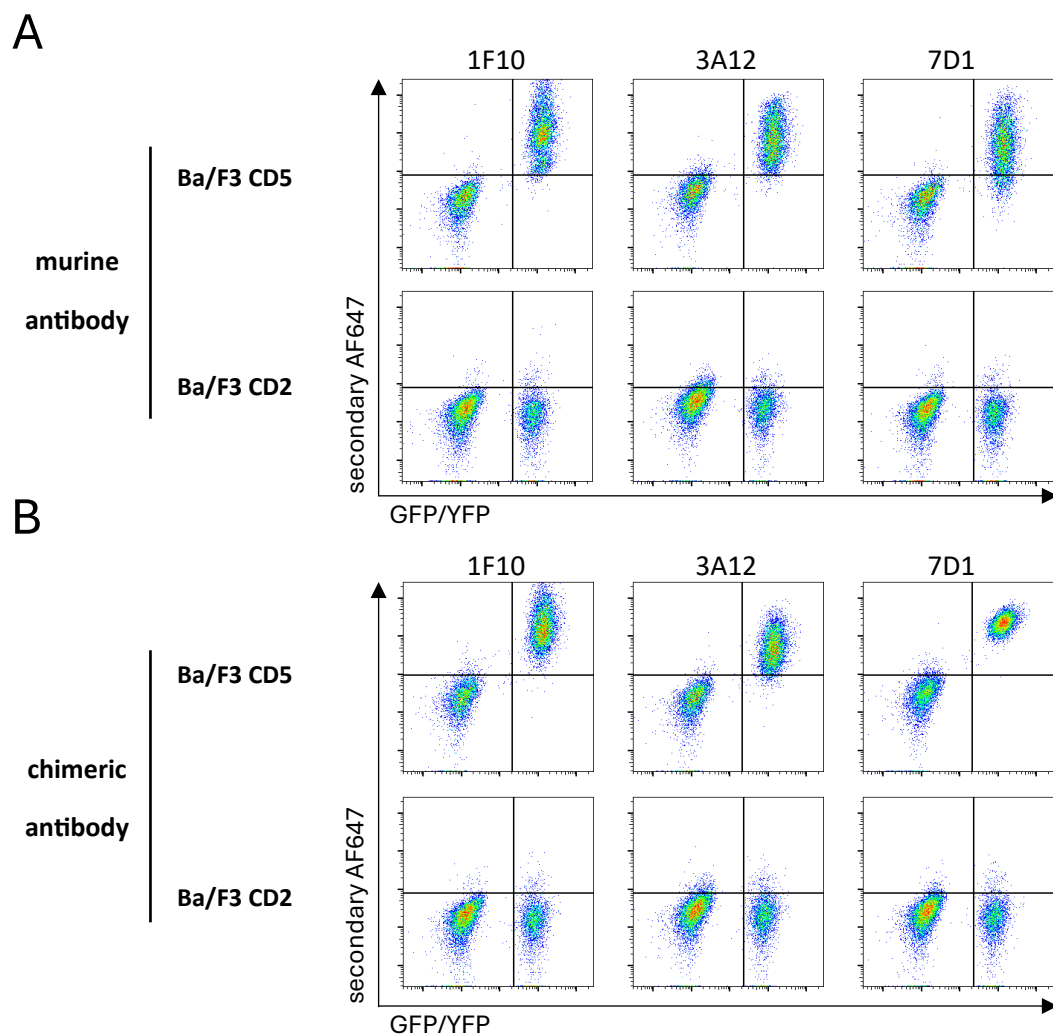 A
1F10
3A12
7D1
Ba/F3 CD5
murine
antibody
Ba/F3 CD2
secondary AF647
GFP/YFP
B
1F10
3A12
7D1
Ba/F3 CD5
chimeric
antibody
Ba/F3 CD2
secondary AF647
GFP/YFP